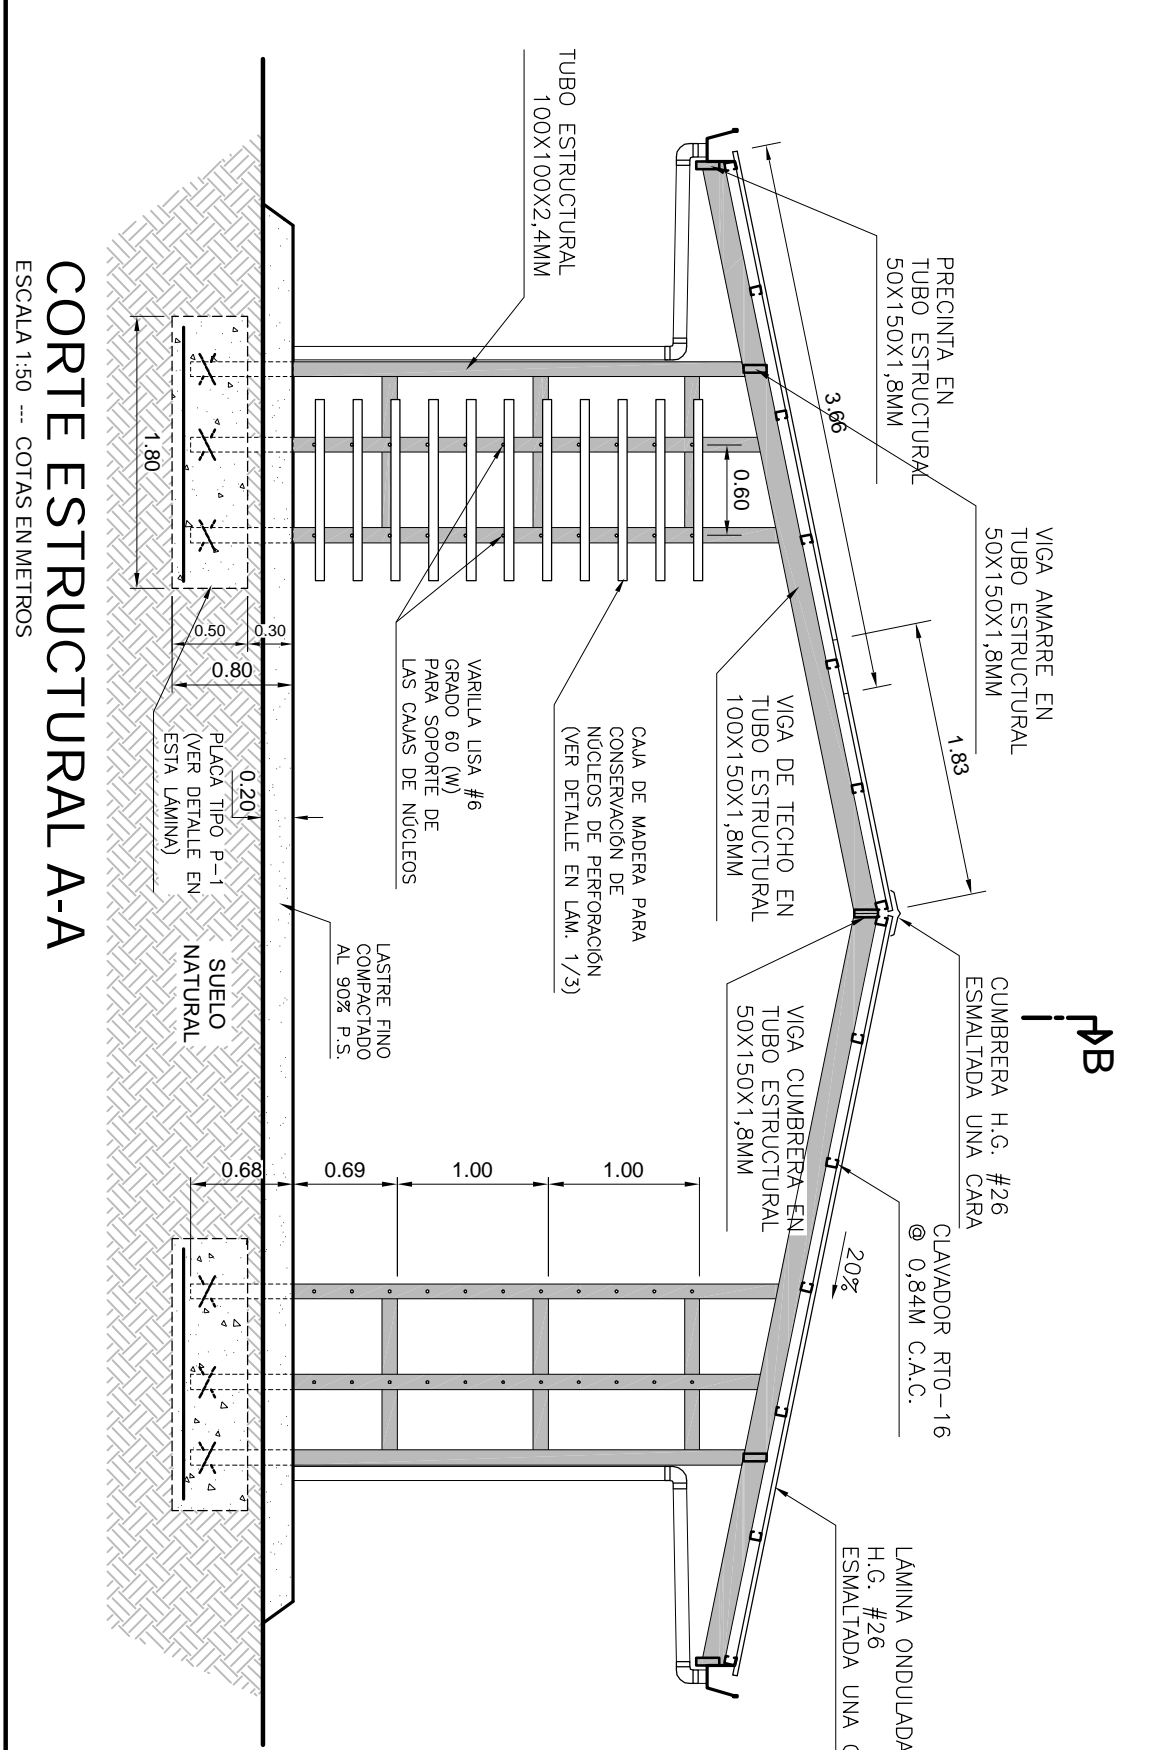 TUBO ESTRUCTURAL
100X100X2,4MM
PRECINTA EN
TUBO ESTRUCTURAL
50X150X1,8MM
3.66
VIGA AMARRE EN
TUBO ESTRUCTURAL
50X150X1,8MM
1.83
CUMBRERA H.G. #26
ESMALTADA UNA CARA
B
CLAVADOR RTO-16
@ 0,84M C.A.C.
20%
LÁMINA ONDULADA
H.G. #26
ESMALTADA UNA
VIGA DE TECHO EN
TUBO ESTRUCTURAL
100X150X1,8MM
VIGA CUMBRERA EN
TUBO ESTRUCTURAL
50X150X1,8MM
0.60
CAJA DE MADERA PARA
CONSERVACIÓN DE
NÚCLEOS DE PERFORACIÓN
(VER DETALLE EN LÁM. 1/3)
VARILLA LISA #6
GRADO 60 (W)
PARA SOPORTE DE
LAS CAJAS DE NÚCLEOS
LASTRE FINO
COMPACTADO
AL 90% P.S.
1.00
1.00
0.69
0.68
0.30
0.50
0.80
0.20
1.80
PLACA TIPO P-1
(VER DETALLE EN
ESTA LÁMINA)
SUELO
NATURAL
CORTE ESTRUCTURAL A-A
ESCALA 1:50 --- COTAS EN METROS